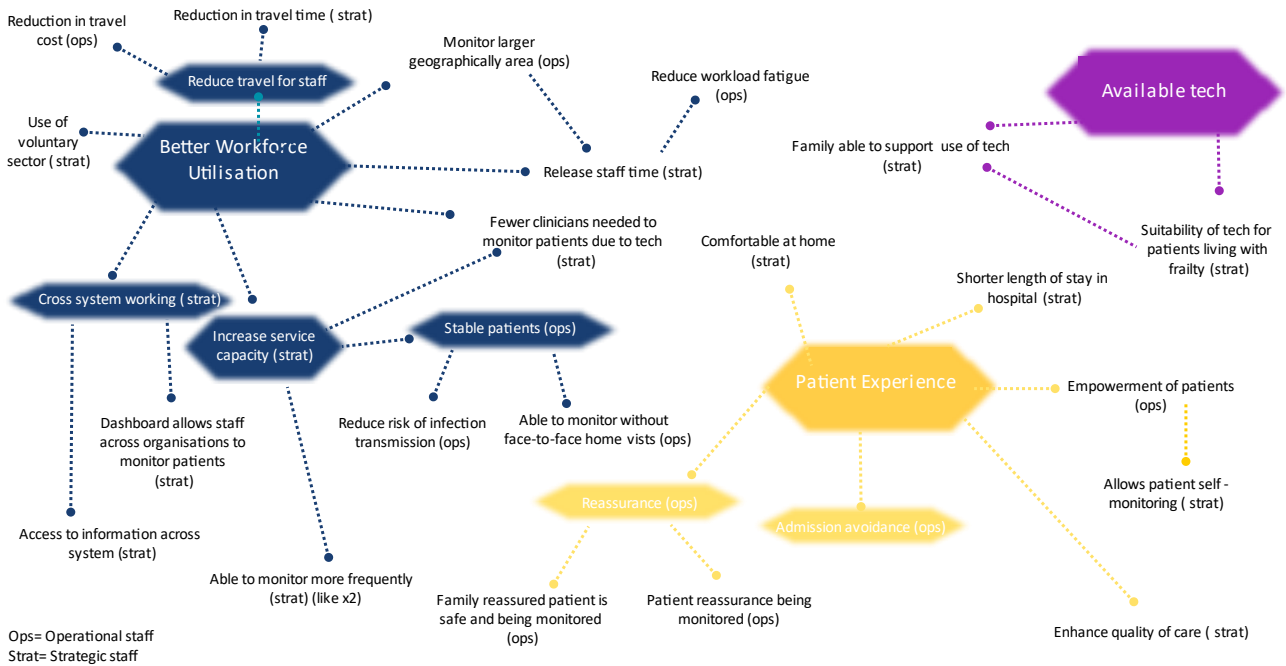 Reduction in travel
cost (ops)
Reduction in travel time ( strat)
Reduce travel for staff
Monitor larger
geographically area (ops)
Reduce workload fatigue
(ops)
Available tech
Use of
voluntary
sector ( strat)
Better Workforce
Utilisation
Release staff time (strat)
Family able to support use of tech
(strat)
Fewer clinicians needed to
monitor patients due to tech
(strat)
Comfortable at home
(strat)
Suitability of tech for
patients living with
frailty (strat)
Shorter length of stay in
hospital (strat)
Cross system working ( strat)
Increase service
capacity ( strat)
Stable patients (ops)
Patient Experience
Empowerment of patients
(ops)
Dashboard allows staff
across organisations to
monitor patients
(strat)
Reduce risk of infection
transmission (ops)
Able to monitor without
face-to-face home vists (ops)
Allows patient self -
monitoring ( strat)
Reassurance (ops)
Admission avoidance (ops)
Access to information across
system (strat)
Able to monitor more frequently
(strat) (like x2)
Family reassured patient is
safe and being monitored
(ops)
Patient reassurance being
monitored (ops)
Enhance quality of care ( strat)
Ops= Operational staff
Strat= Strategic staff